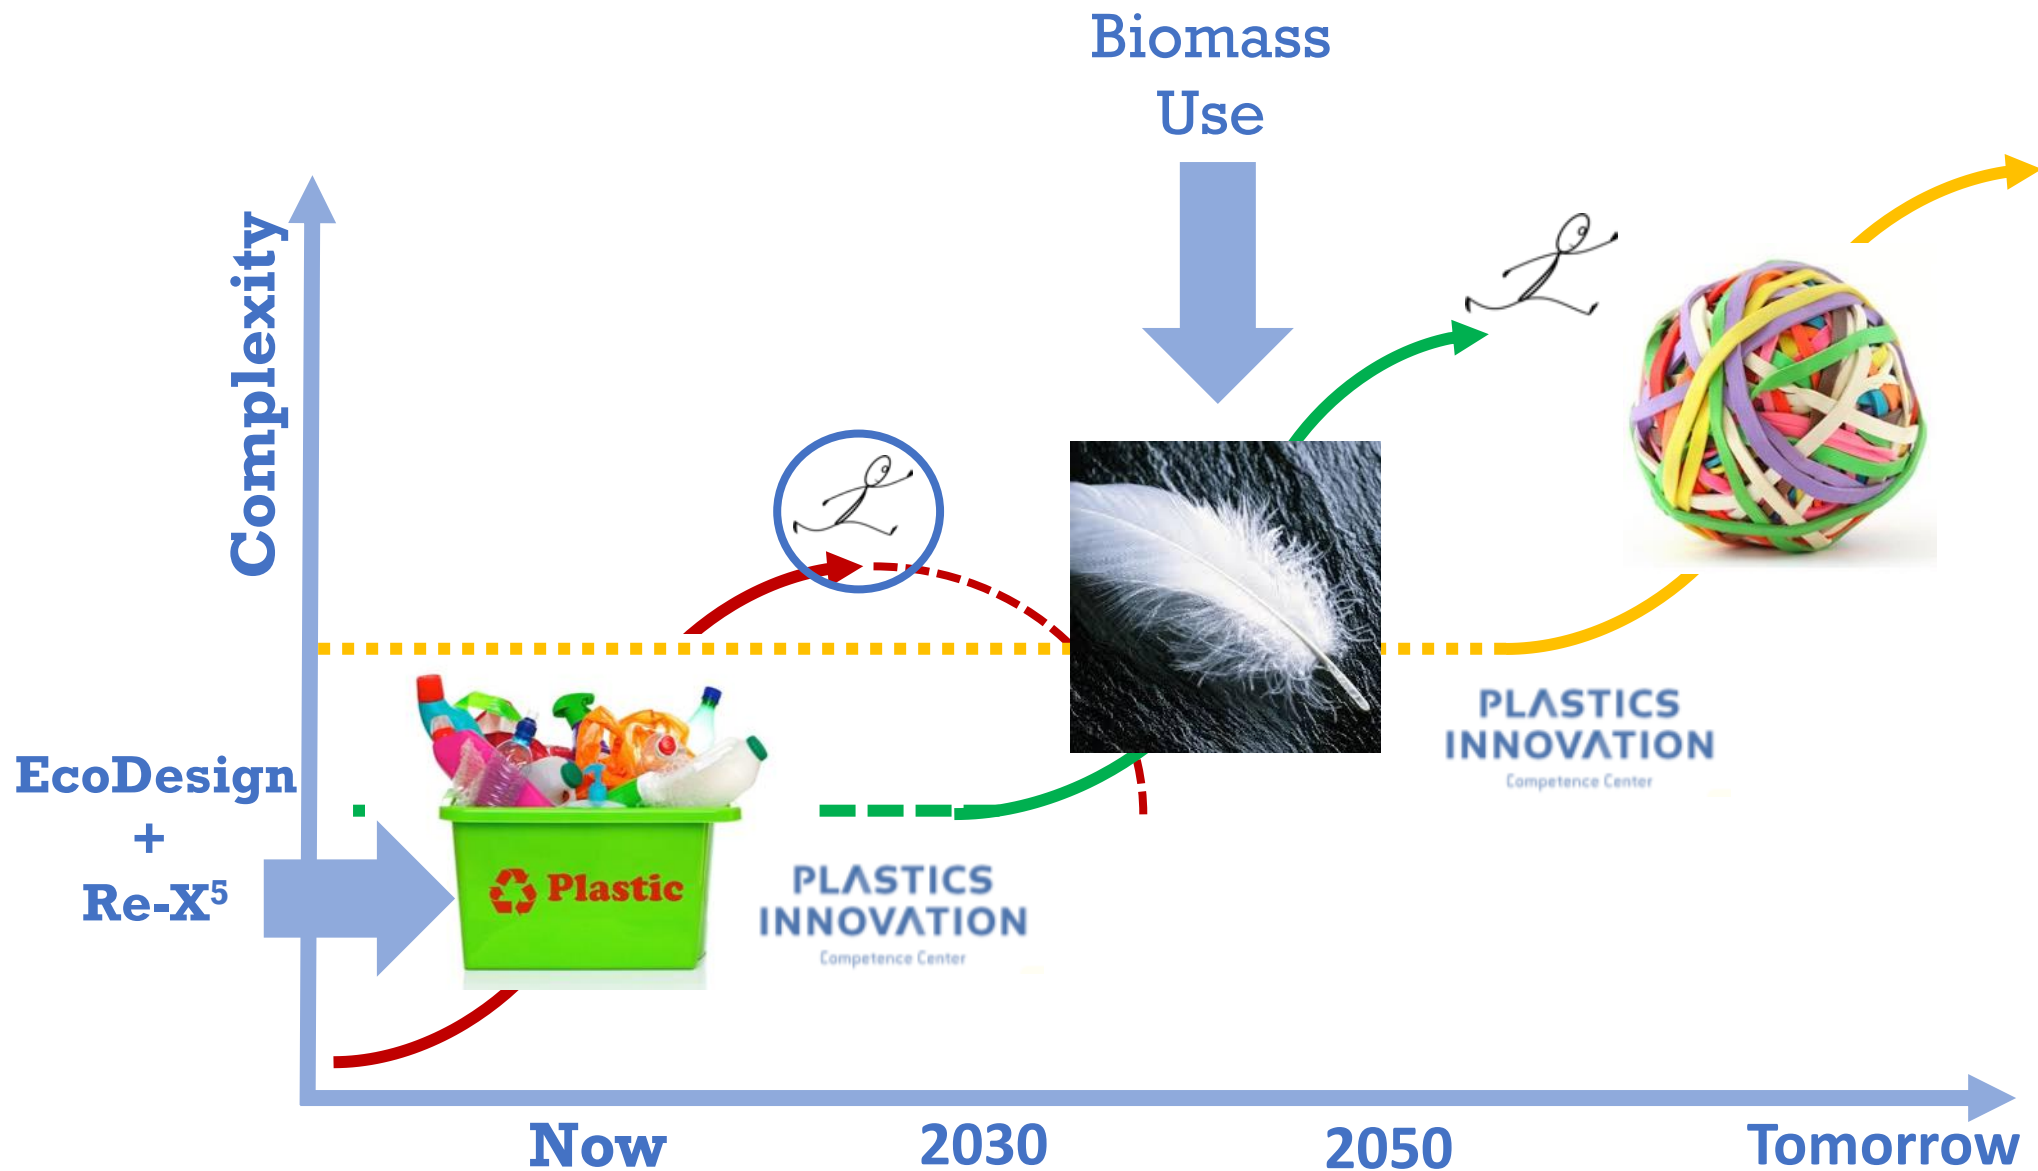 Biomass
Use
Complexity
EcoDesign
+
Re-X⁵
Plastic
PLASTICS
INNOVATION
Competence Center
PLASTICS
INNOVATION
Competence Center
Now
2030
2050
Tomorrow